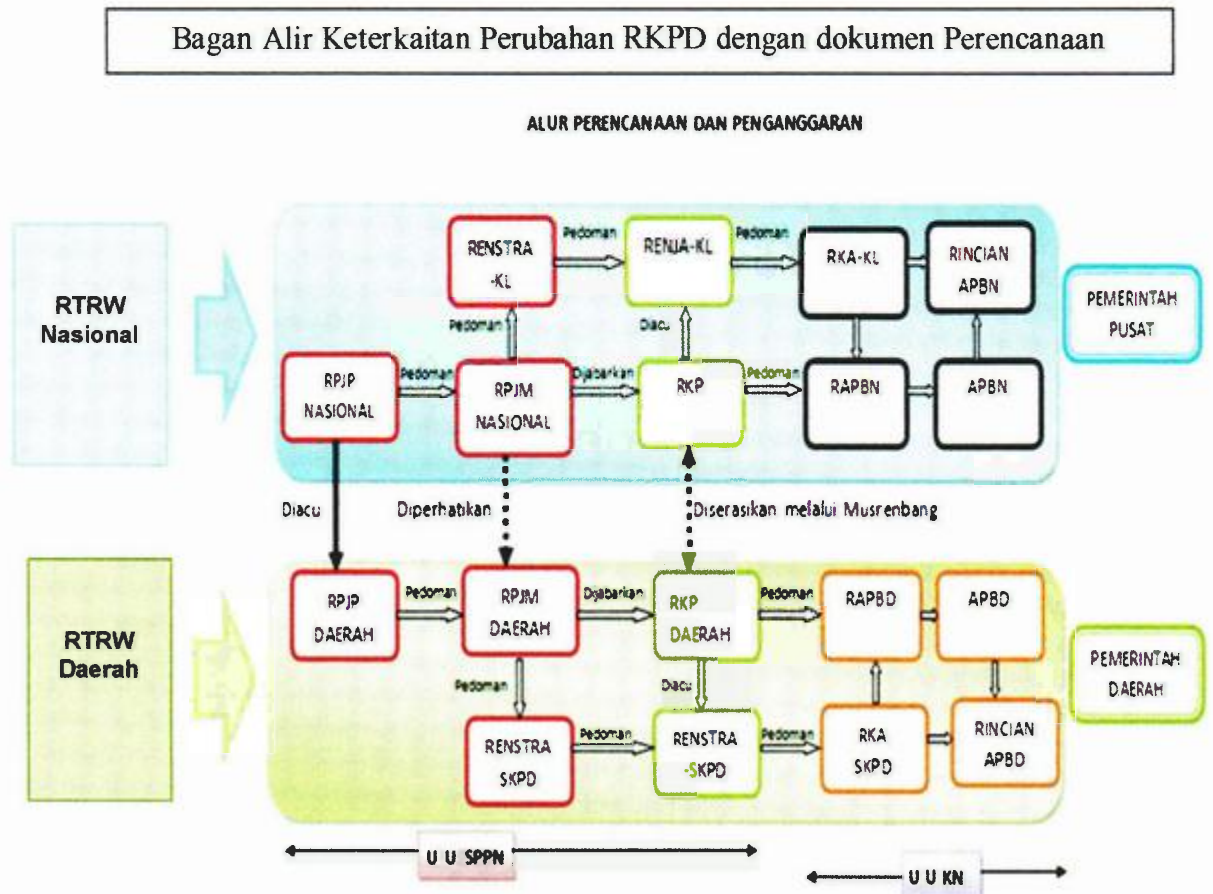 Bagan Alir Keterkaitan Perubahan RKPD dengan dokumen Perencanaan
ALUR PERENCANAAN DAN PENGANGGARAN
RTRW
Nasional
RENSTRA
-KL
Pedoman
RENJA-KL
Pedoman
RKA-KL
RINCIAN
APBN
PEMERINTAH
PUSAT
Pedoman
Diacu
RPJP
NASIONAL
Pedoman
RPJM
NASIONAL
Dijabarkan
RKP
Pedoman
RAPBN
APBN
Diacu
Diperhatikan
Diserasikan melalui Musrenbang
RTRW
Daerah
RPJP
DAERAH
Pedoman
RPJM
DAERAH
Dijabarkan
RKP
DAERAH
Pedoman
RAPBD
APBD
PEMERINTAH
DAERAH
Pedoman
Diacu
RENSTRA
SKPD
Pedoman
RENSTRA
-SKPD
Pedoman
RKA
SKPD
RINCIAN
APBD
U U SPPN
U U KN